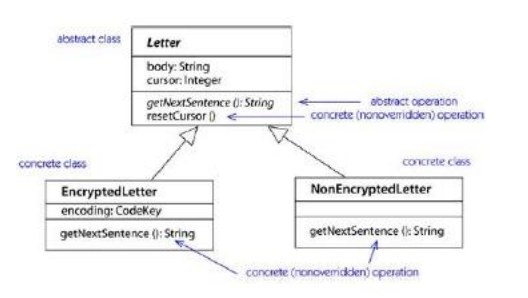 abstract class
Letter
body: String
cursor: Integer
getNextSentence (): String
resetCursor ()
abstract operation
concrete (nonoverridden) operation
concrete class
concrete class
EncryptedLetter
encoding: CodeKey
getNextSentence (): String
NonEncryptedLetter
getNextSentence (): String
concrete (nonoverridden) operation